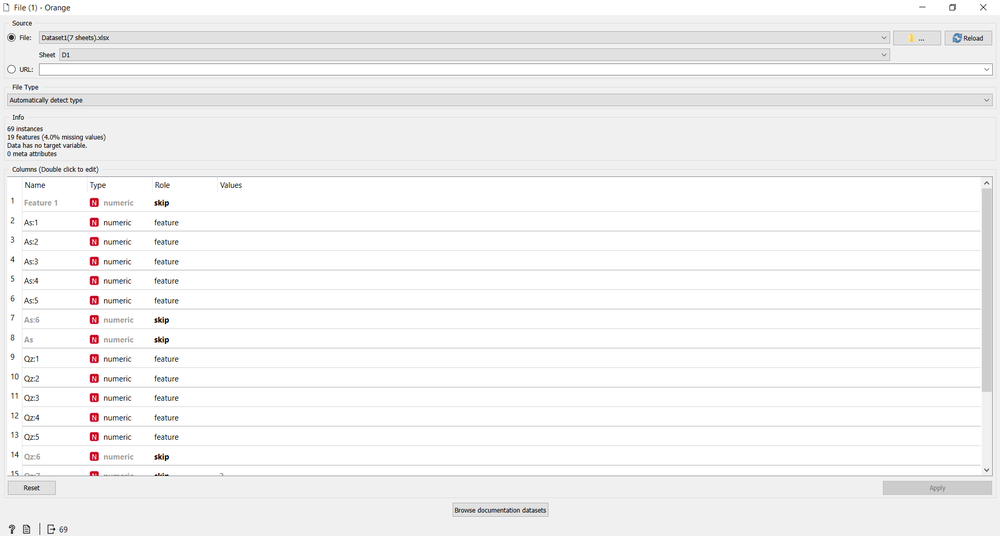 File (1) - Orange
Source
File: Dataset1(7 sheets).xlsx ... Reload
Sheet D1
URL:
File Type
Automatically detect type
Info
69 instances
19 features (4.0% missing values)
Data has no target variable.
0 meta attributes
Columns (Double click to edit)
Name Type Role Values
1 Feature 1 N numeric skip
2 As:1 N numeric feature
3 As:2 N numeric feature
4 As:3 N numeric feature
5 As:4 N numeric feature
6 As:5 N numeric feature
7 As:6 N numeric skip
8 As N numeric skip
9 Qz:1 N numeric feature
10 Qz:2 N numeric feature
11 Qz:3 N numeric feature
12 Qz:4 N numeric feature
13 Qz:5 N numeric feature
14 Qz:6 N numeric skip
15 Qz:7 N numeric skip
Reset Apply
Browse documentation datasets
? 69